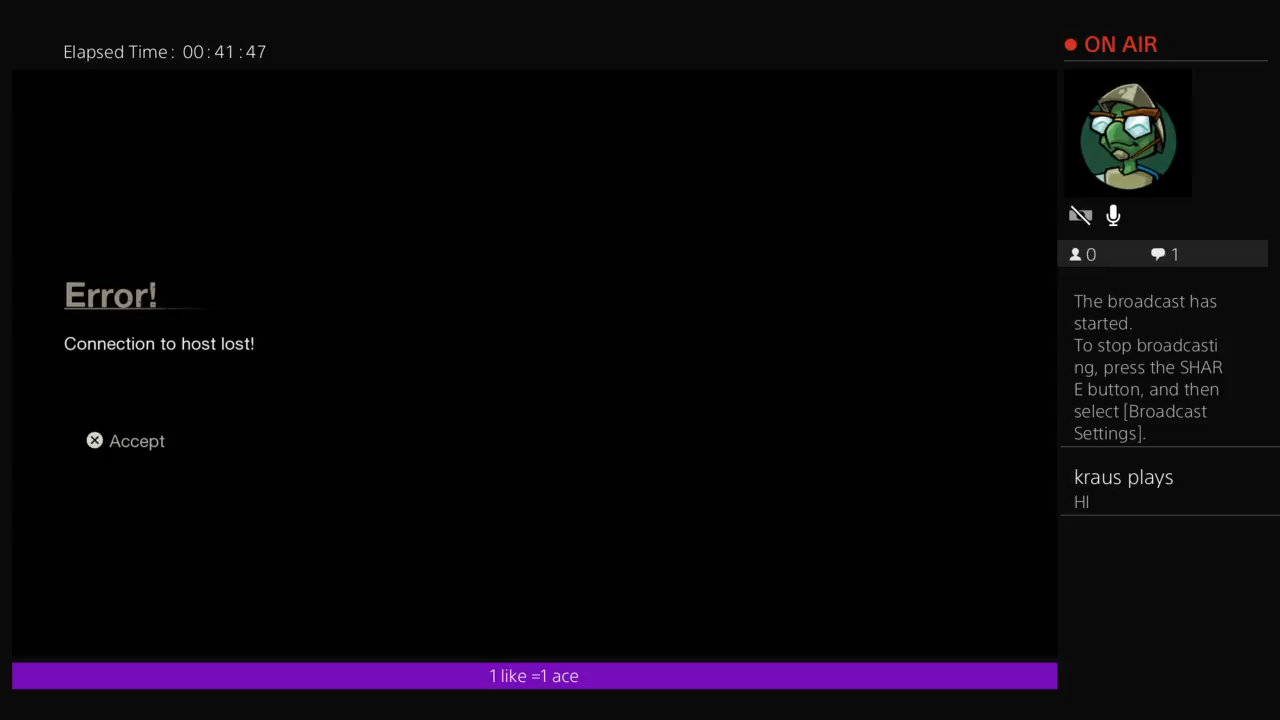 Elapsed Time: 00:41:47
ON AIR
0
1
Error!
Connection to host lost!
Accept
The broadcast has
started.
To stop broadcasti
ng, press the SHAR
E button, and then
select [Broadcast
Settings].
kraus plays
HI
1 like =1 ace